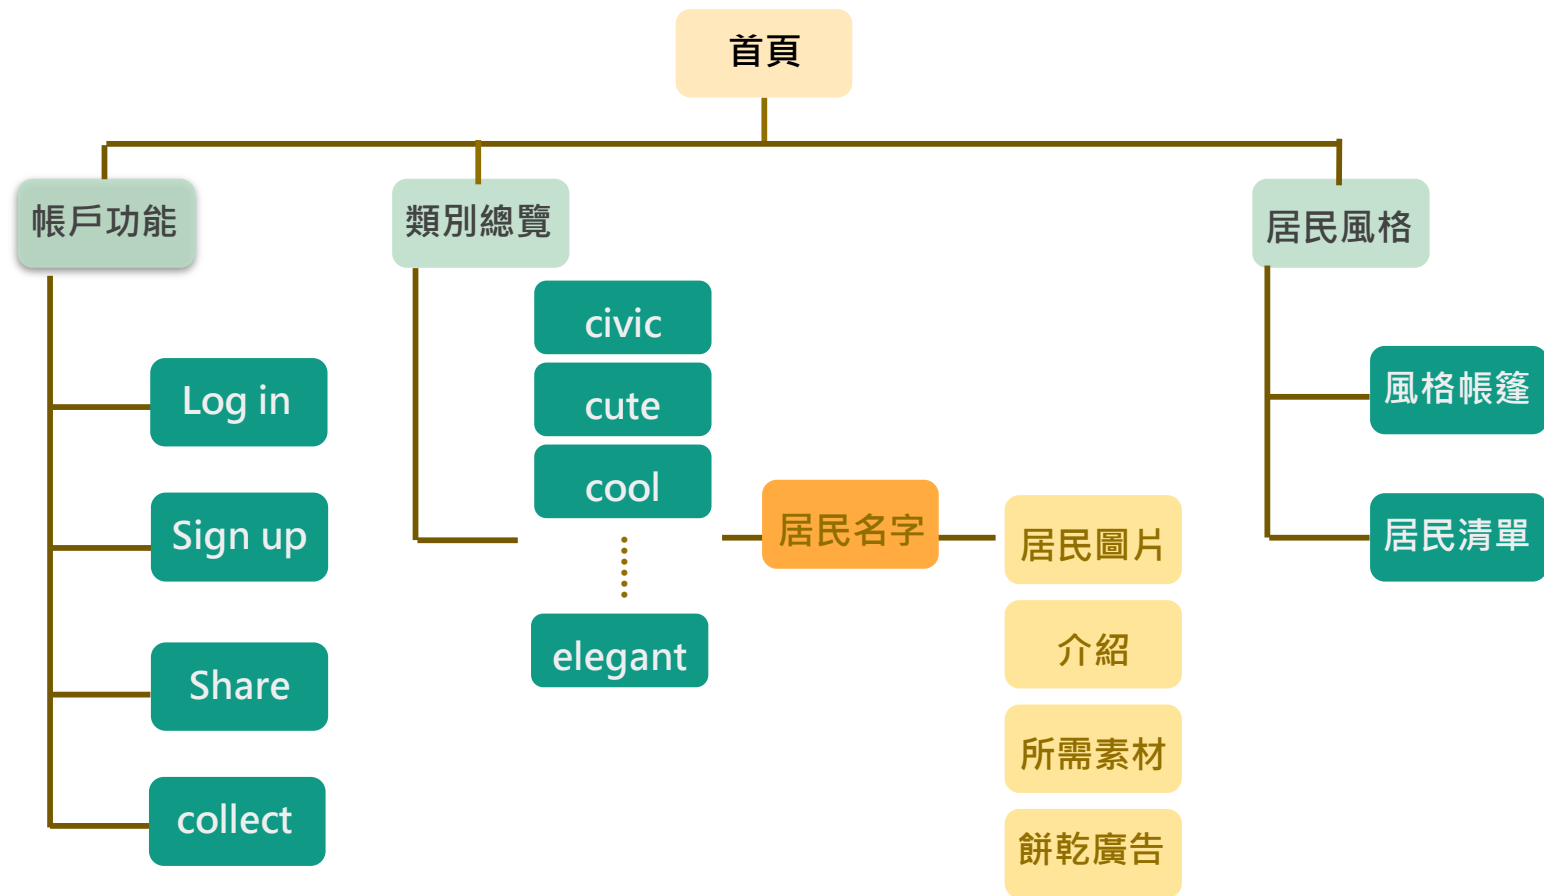 首頁
帳戶功能
類別總覽
居民風格
Log in
Sign up
Share
collect
civic
cute
cool
elegant
居民名字
居民圖片
介紹
所需素材
餅乾廣告
風格帳篷
居民清單